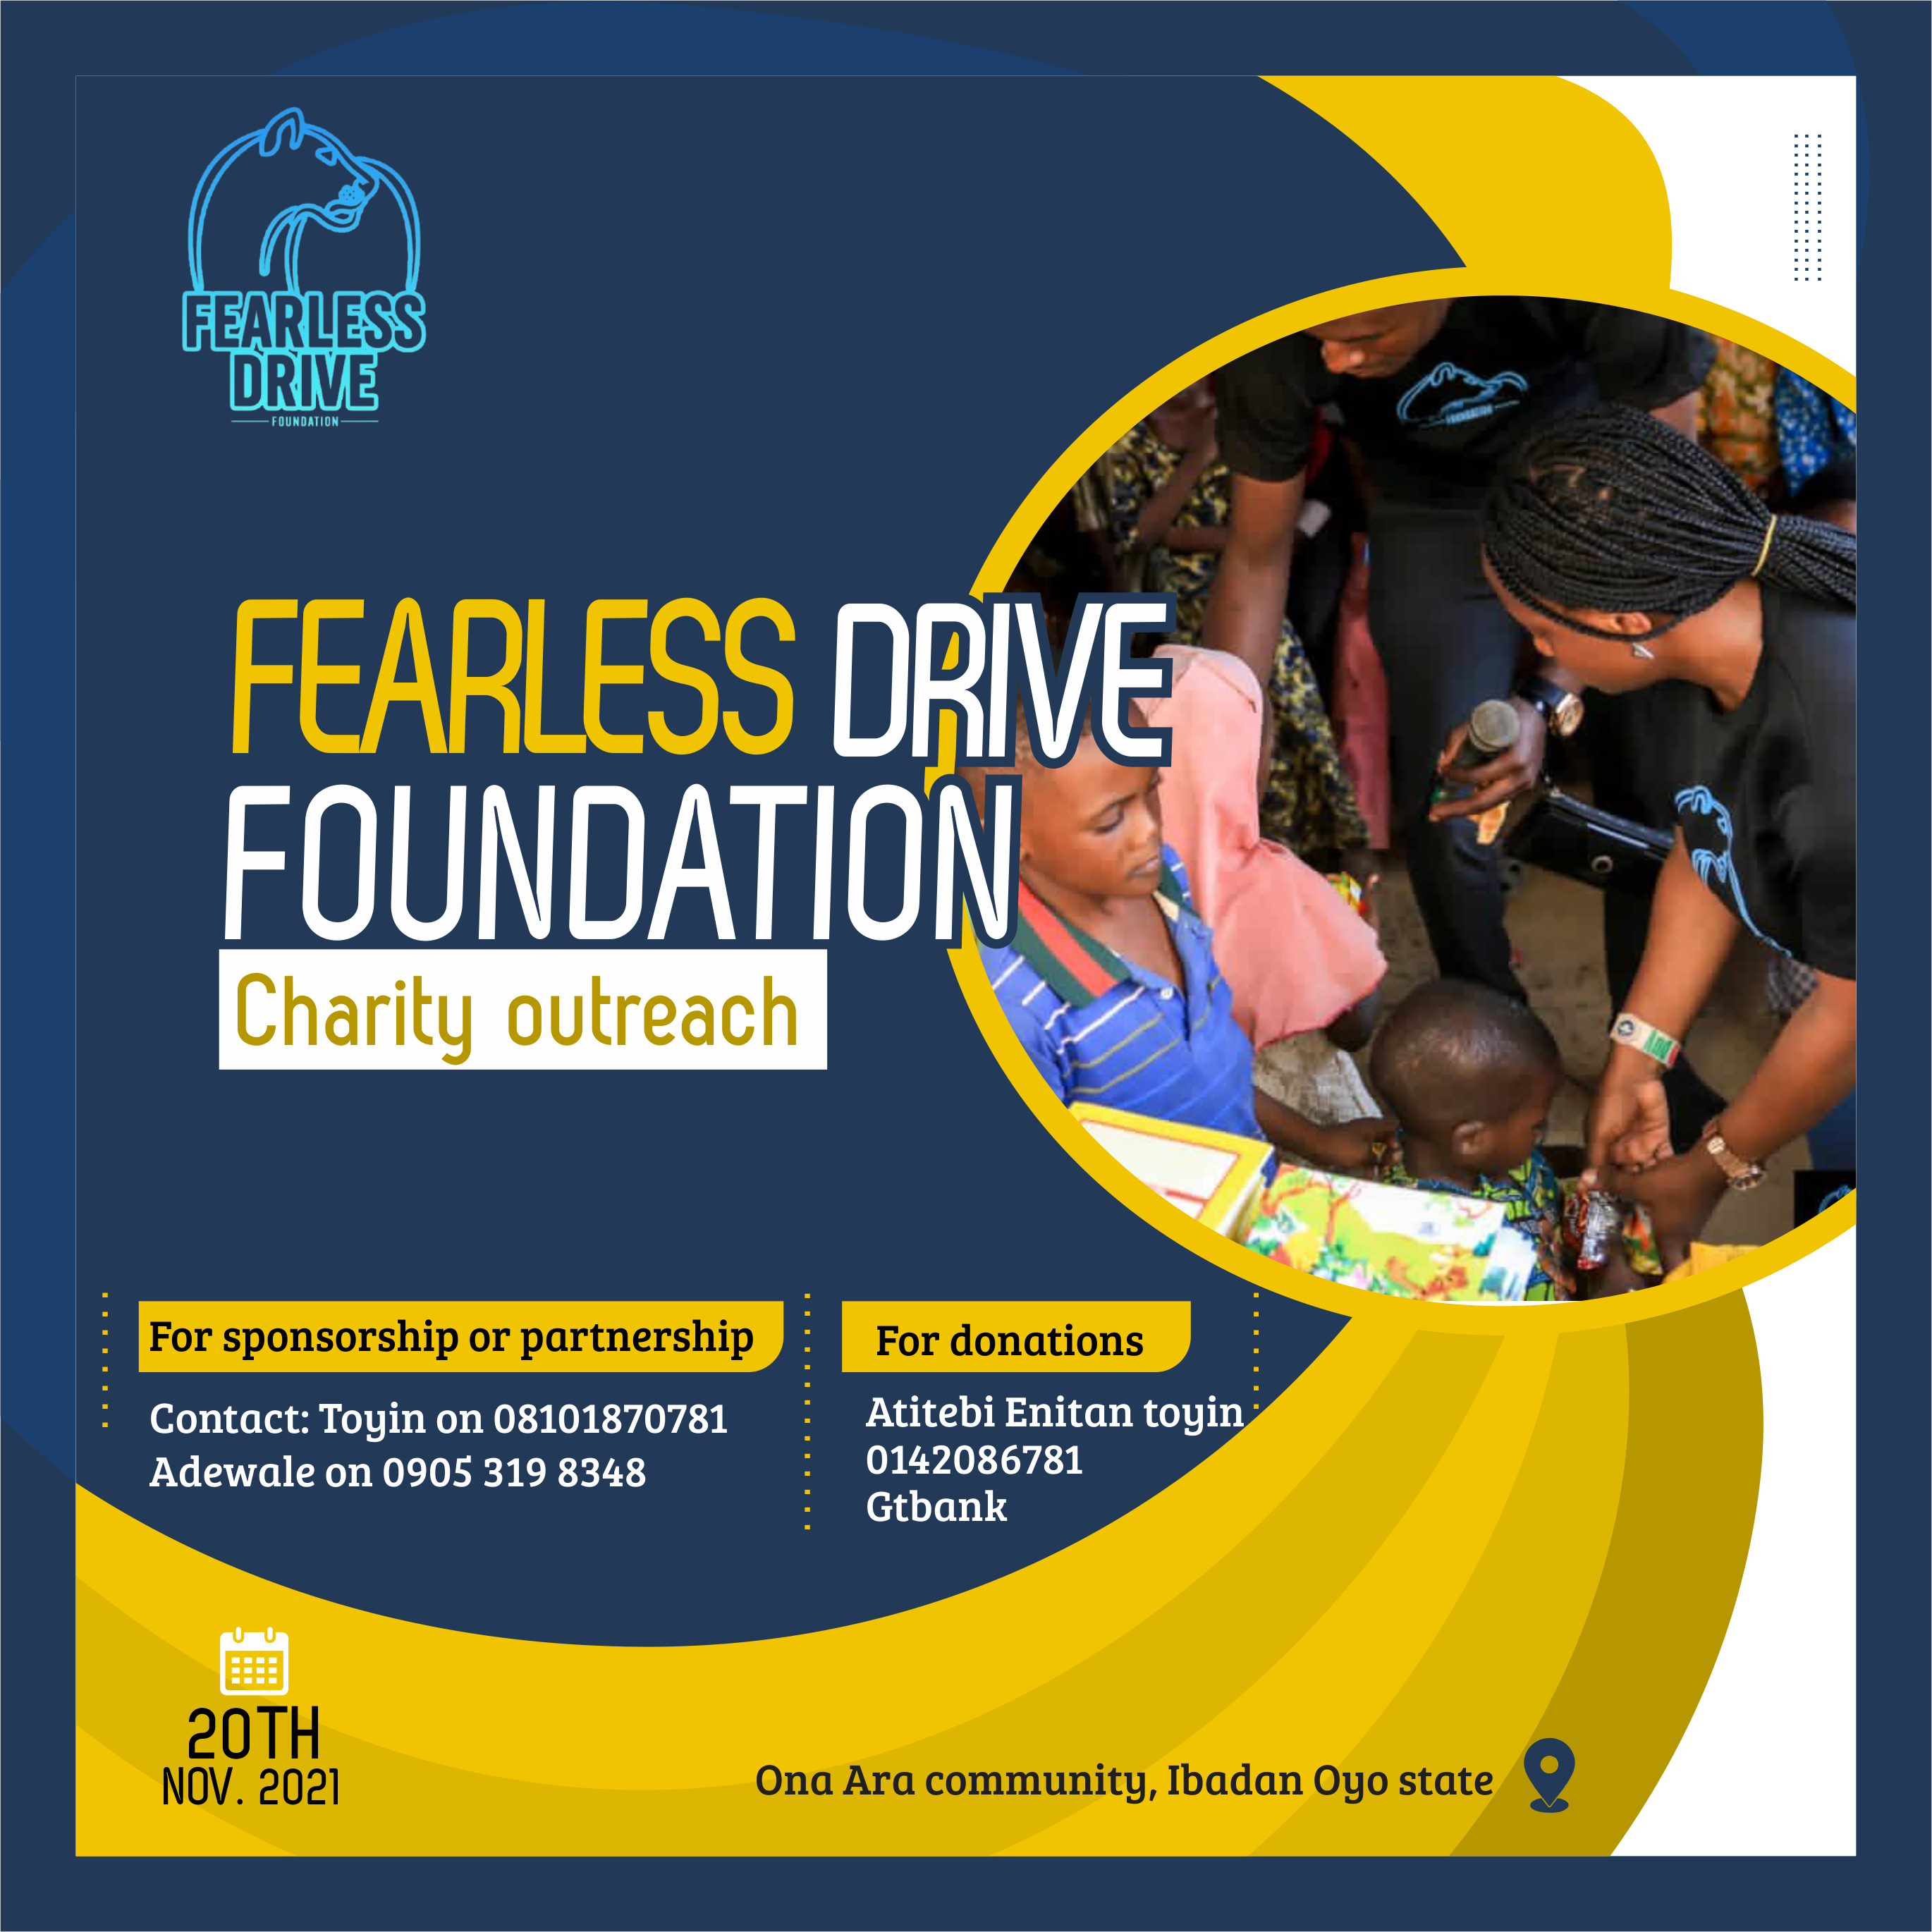 FEARLESS
DRIVE
FOUNDATION
FEARLESS DRIVE
FOUNDATION
Charity outreach
For sponsorship or partnership
Contact: Toyin on 08101870781
Adewale on 0905 319 8348
For donations
Atitebi Enitan toyin
0142086781
Gtbank
20TH
NOV. 2021
Ona Ara community, Ibadan Oyo state
FOUNDATION